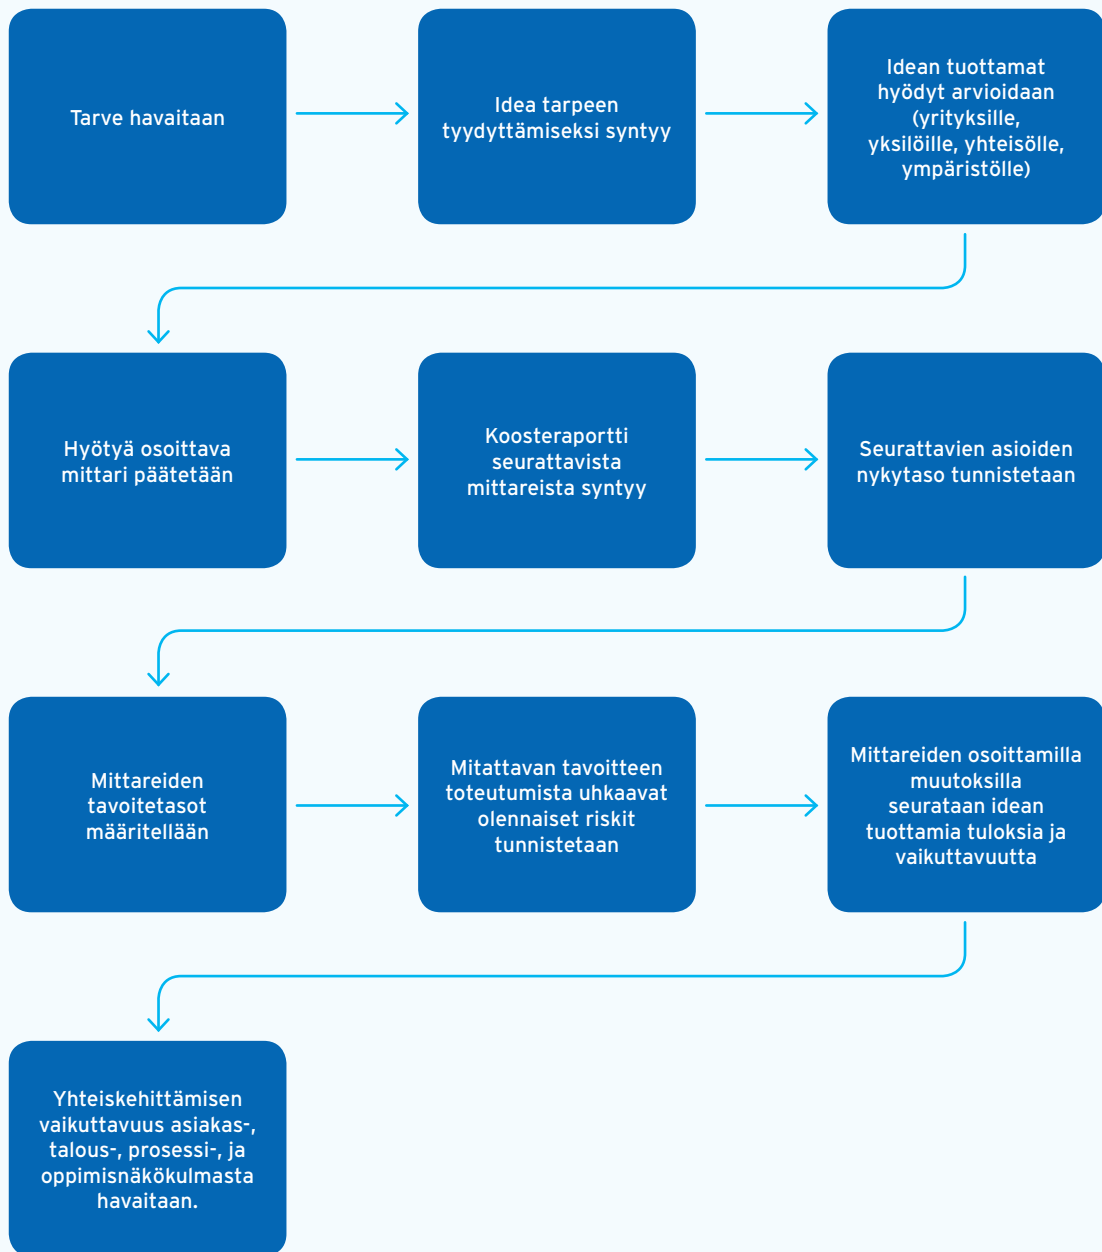 Tarve havaitaan
Idea tarpeen
tyydyttämiseksi syntyy
Idean tuottamat
hyödyt arvioidaan
(yrityksille,
yksilöille, yhteisölle,
ympäristölle)
Hyötyä osoittava
mittari päätetään
Koosteraportti
seurattavista
mittareista syntyy
Seurattavien asioiden
nykytaso tunnistetaan
Mittareiden
tavoitetasot
määritellään
Mitattavan tavoitteen
toteutumista uhkaavat
olennaiset riskit
tunnistetaan
Mittareiden osoittamilla
muutoksilla
seurataan idean
tuottamia tuloksia ja
vaikuttavuutta
Yhteiskehittämisen
vaikuttavuus asiakas-,
talous-, prosessi-, ja
oppimisnäkökulmasta
havaitaan.